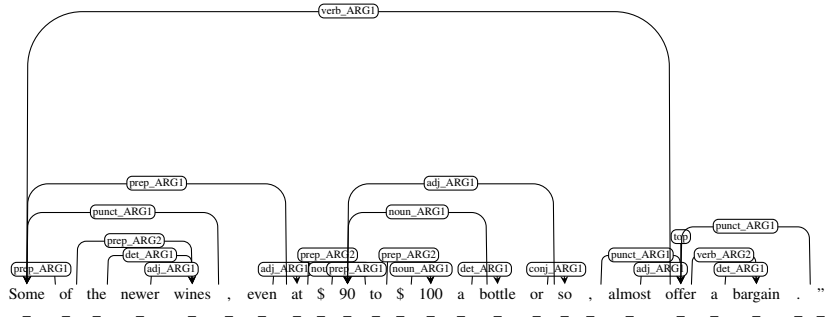 verb_ARG1
prep_ARG1 adj_ARG1
punct_ARG1 noun_ARG1
top punct_ARG1
prep_ARG2
det_ARG1 prep_ARG2 prep_ARG2 punct_ARG1 verb_ARG2
prep_ARG1 adj_ARG1 adj_ARG1 prep_ARG1 noun_ARG1 det_ARG1 conj_ARG1 adj_ARG1 det_ARG1
Some of the newer wines , even at $ 90 to $ 100 a bottle or so , almost offer a bargain . ”
_ _ _ _ _ _ _ _ _ _ _ _ _ _ _ _ _ _ _ _ _ _ _ _